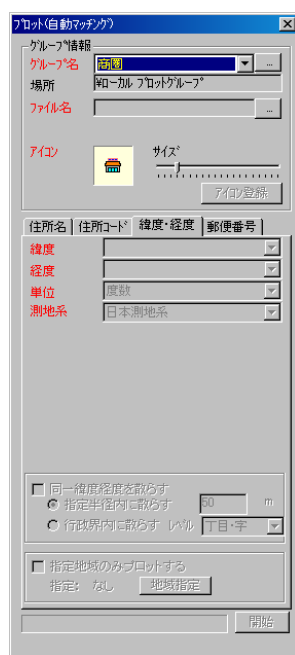 ﾌﾟﾛｯﾄ(自動ﾏｯﾁﾝｸﾞ)
ｸﾞﾙｰﾌﾟ情報
ｸﾞﾙｰﾌﾟ名 商圏 ...
場所 ¥ﾛｰｶﾙ ﾌﾟﾛｯﾄｸﾞﾙｰﾌﾟ
ﾌｧｲﾙ名 ...
ｱｲｺﾝ ｻｲｽﾞ
ｱｲｺﾝ登録
住所名 住所ｺｰﾄﾞ 緯度･経度 郵便番号
緯度
経度
単位 度数
測地系 日本測地系
同一緯度経度を散らす
指定半径内に散らす 50 m
行政界内に散らす ﾚﾍﾞﾙ 丁目･字
指定地域のみプロットする
指定: なし 地域指定
開始